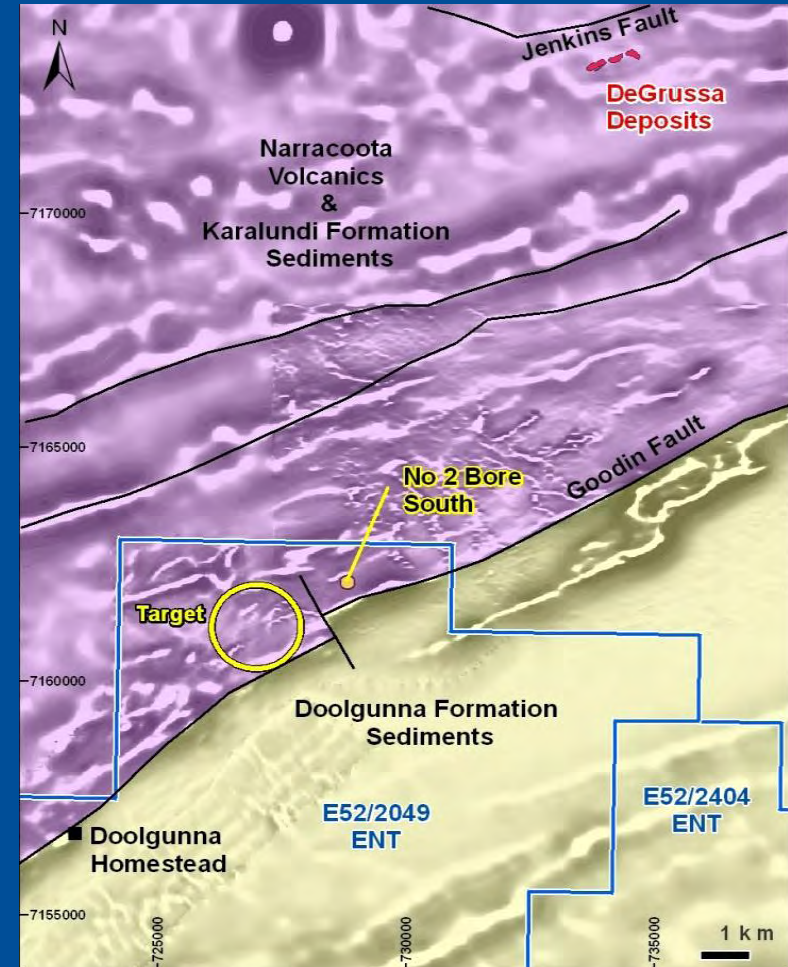 N
Jenkins Fault
DeGrussa
Deposits
Narracoota
Volcanics
&
Karalundi Formation
Sediments
7170000
7165000
Goodin Fault
No 2 Bore
South
Target
7160000
Doolgunna Formation
Sediments
E52/2049
ENT
E52/2404
ENT
Doolgunna
Homestead
7155000
725000
730000
735000
1 km